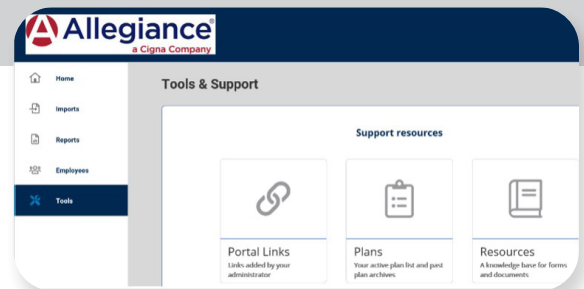 Allegiance®
a Cigna Company
Home
Imports
Reports
Employees
Tools
Tools & Support
Support resources
Portal Links
Links added by your
administrator
Plans
Your active plan list and past
plan archives
Resources
A knowledge base for forms
and documents